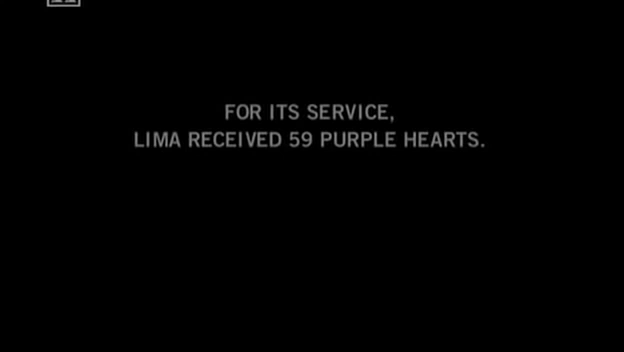 FOR ITS SERVICE,
LIMA RECEIVED 59 PURPLE HEARTS.